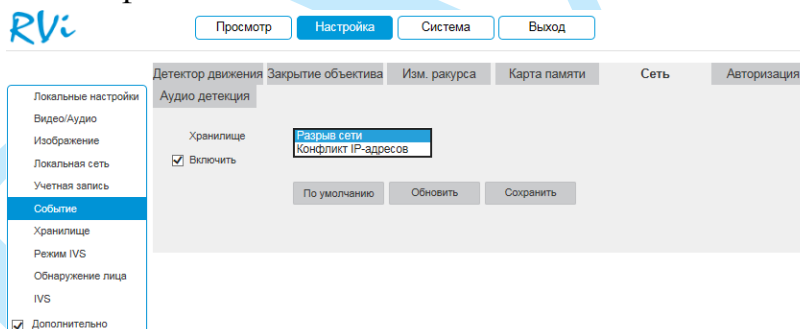 RVi
Просмотр Настройка Система Выход
Детектор движения Закрытие объектива Изм. ракурса Карта памяти Сеть Авторизация
Аудио детекция
Локальные настройки
Видео/Аудио
Изображение
Локальная сеть
Учетная запись
Событие
Хранилище
Режим IVS
Обнаружение лица
IVS
Дополнительно
Хранилище
Разрыв сети
Конфликт IP-адресов
Включить
По умолчанию Обновить Сохранить